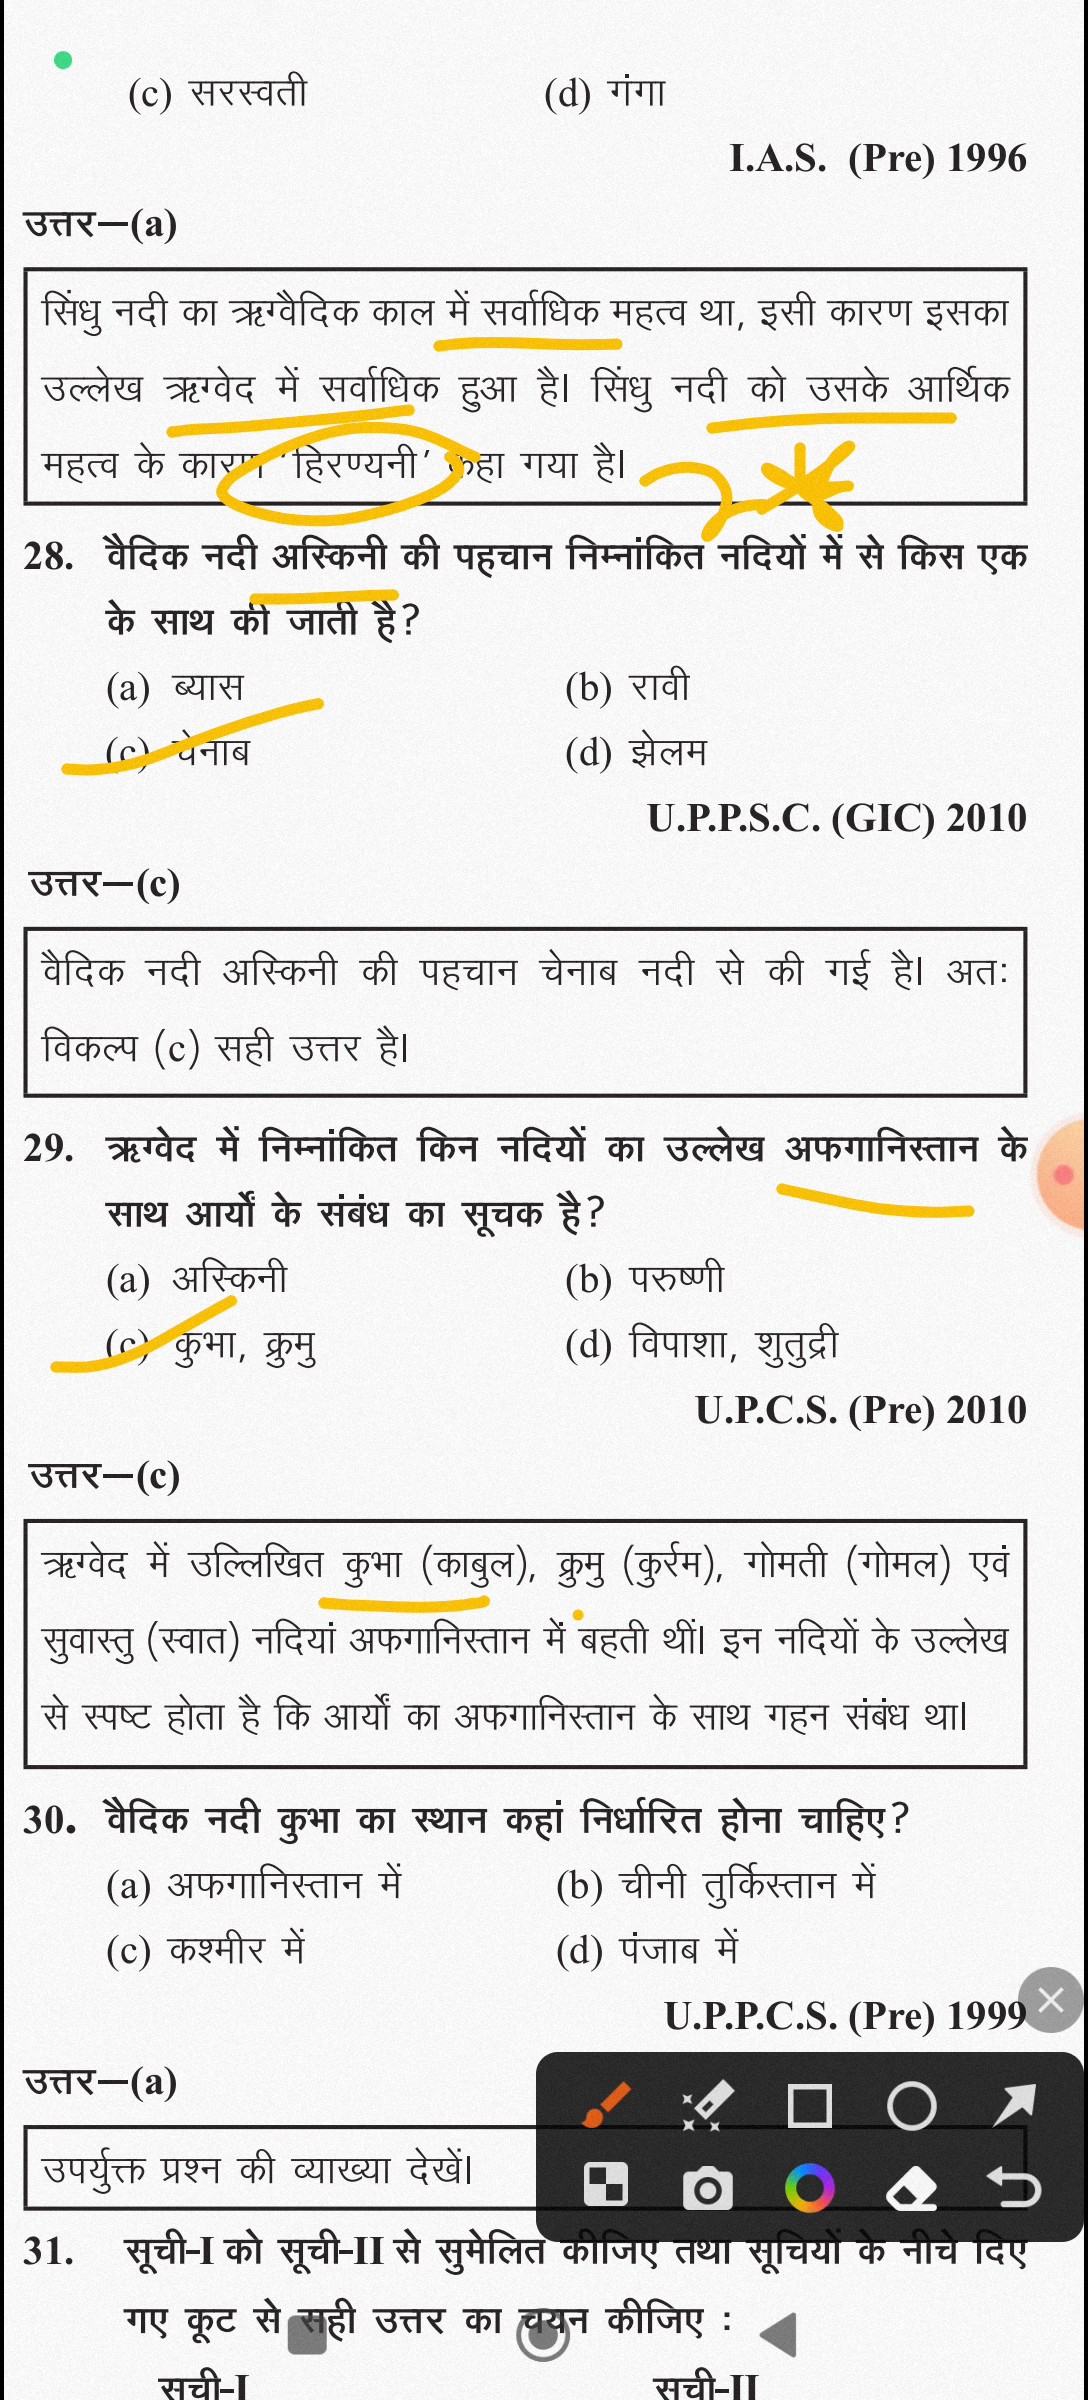 (c) सरस्वती (d) गंगा
I.A.S. (Pre) 1996
उत्तर—(a)
सिंधु नदी का ऋग्वैदिक काल में सर्वाधिक महत्व था, इसी कारण इसका
उल्लेख ऋग्वेद में सर्वाधिक हुआ है। सिंधु नदी को उसके आर्थिक
महत्व के कारण ‘हिरण्यनी’ कहा गया है।
28. वैदिक नदी अस्किनी की पहचान निम्नांकित नदियों में से किस एक
के साथ की जाती है?
(a) ब्यास (b) रावी
(c) चेनाब (d) झेलम
U.P.P.S.C. (GIC) 2010
उत्तर—(c)
वैदिक नदी अस्किनी की पहचान चेनाब नदी से की गई है। अतः
विकल्प (c) सही उत्तर है।
29. ऋग्वेद में निम्नांकित किन नदियों का उल्लेख अफगानिस्तान के
साथ आर्यों के संबंध का सूचक है?
(a) अस्किनी (b) परुष्णी
(c) कुभा, क्रुमु (d) विपाशा, शुतुद्री
U.P.C.S. (Pre) 2010
उत्तर—(c)
ऋग्वेद में उल्लिखित कुभा (काबुल), क्रुमु (कुर्रम), गोमती (गोमल) एवं
सुवास्तु (स्वात) नदियां अफगानिस्तान में बहती थीं। इन नदियों के उल्लेख
से स्पष्ट होता है कि आर्यों का अफगानिस्तान के साथ गहन संबंध था।
30. वैदिक नदी कुभा का स्थान कहां निर्धारित होना चाहिए?
(a) अफगानिस्तान में (b) चीनी तुर्किस्तान में
(c) कश्मीर में (d) पंजाब में
U.P.P.C.S. (Pre) 1999
उत्तर—(a)
उपर्युक्त प्रश्न की व्याख्या देखें।
31. सूची-I को सूची-II से सुमेलित कीजिए तथा सूचियों के नीचे दिए
गए कूट से सही उत्तर का चयन कीजिए :
सूची-I सूची-II